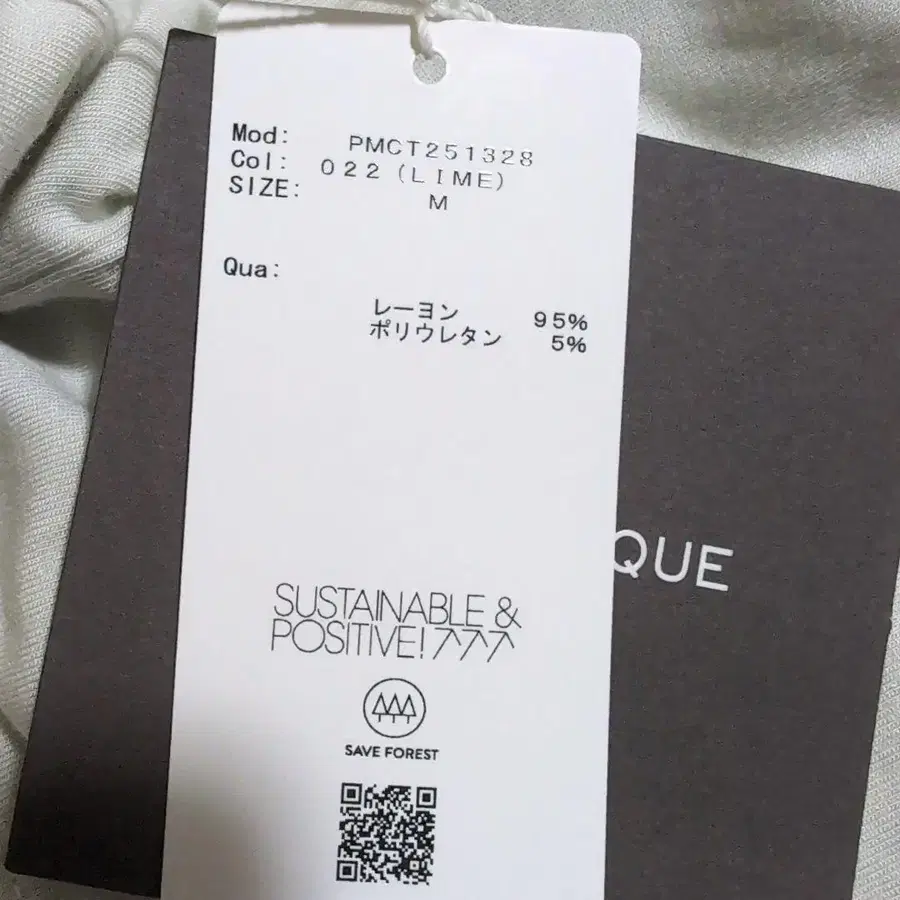 Mod: PMCT251328
Col: 022 (LIME)
SIZE: M
Qua:
レーヨン 95%
ポリウレタン 5%
QUE
SUSTAINABLE &
POSITIVE!
SAVE FOREST